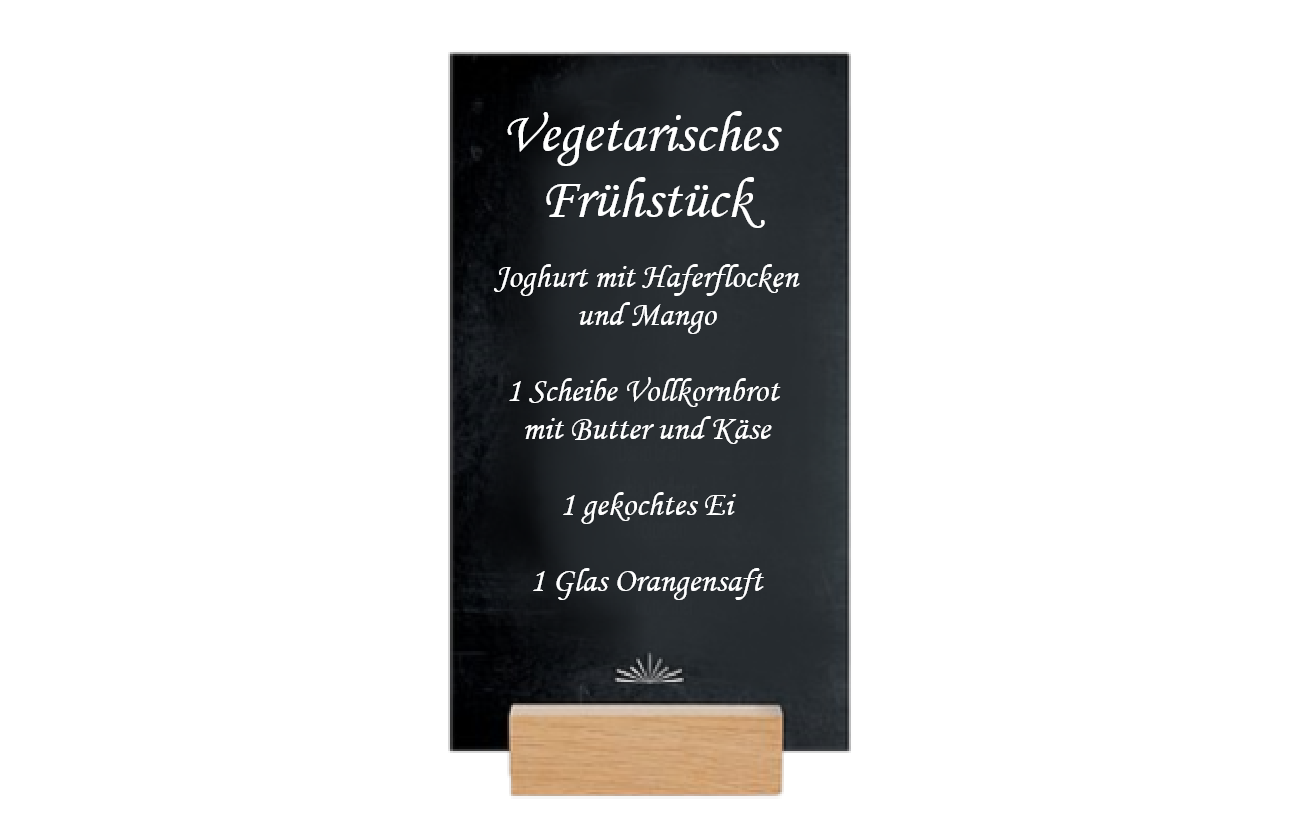 Vegetarisches
Frühstück
Joghurt mit Haferflocken
und Mango
1 Scheibe Vollkornbrot
mit Butter und Käse
1 gekochtes Ei
1 Glas Orangensaft